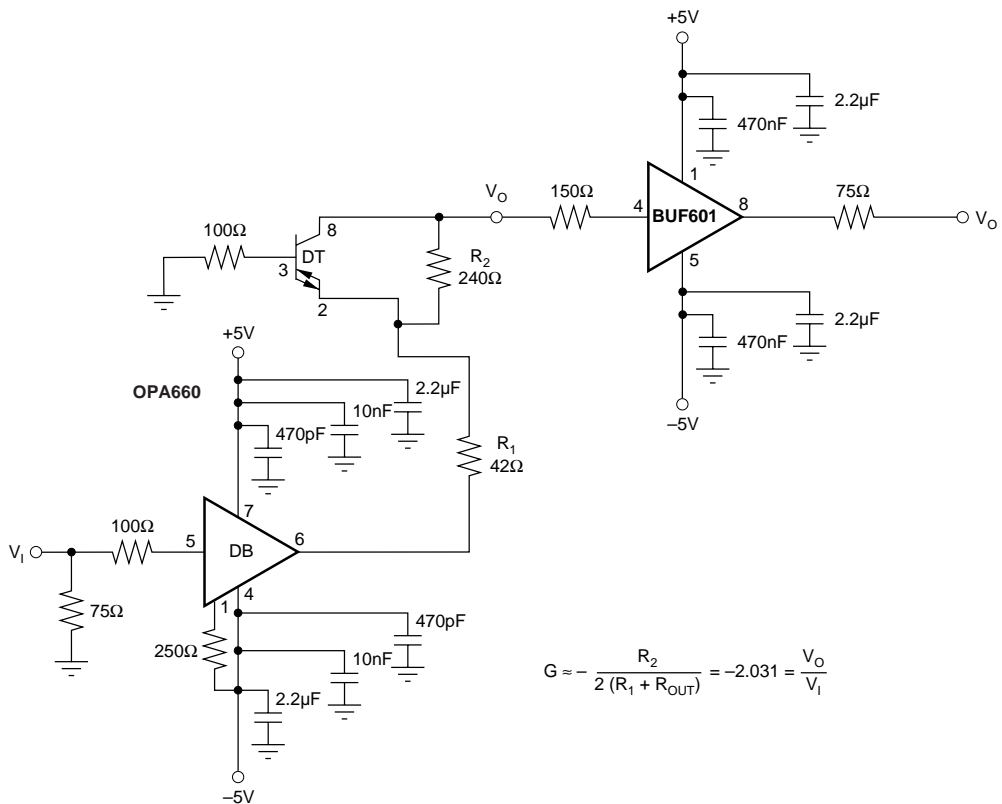 +5V
2.2µF
470nF
1
150Ω
4
BUF601
8
75Ω
V_O
V_O
5
2.2µF
470nF
–5V
100Ω
3
DT
8
2
R_2
240Ω
+5V
OPA660
2.2µF
10nF
470pF
R_1
42Ω
7
V_I
100Ω
5
DB
6
75Ω
1
4
250Ω
470pF
10nF
2.2µF
–5V
G ≈ – R_2 / 2 (R_1 + R_OUT) = –2.031 = V_O / V_I